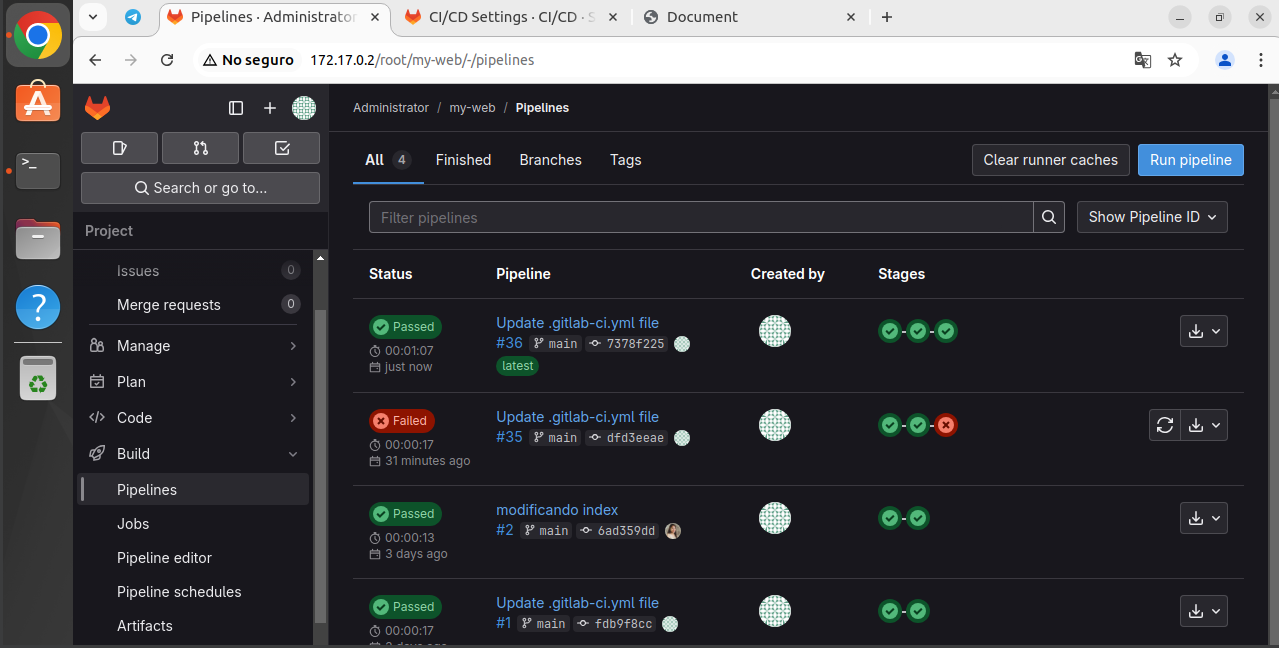 Pipelines · Administrator
CI/CD Settings · CI/CD · S
Document
No seguro
172.17.0.2/root/my-web/-/pipelines
Administrator / my-web / Pipelines
All 4
Finished
Branches
Tags
Clear runner caches
Run pipeline
Search or go to...
Filter pipelines
Show Pipeline ID
Project
Issues 0
Merge requests 0
Manage
Plan
Code
Build
Pipelines
Jobs
Pipeline editor
Pipeline schedules
Artifacts
Status Pipeline Created by Stages
Passed
00:01:07
just now
Update .gitlab-ci.yml file
#36 main 7378f225
latest
Failed
00:00:17
31 minutes ago
Update .gitlab-ci.yml file
#35 main dfd3eeae
Passed
00:00:13
3 days ago
modificando index
#2 main 6ad359dd
Passed
00:00:17
Update .gitlab-ci.yml file
#1 main fdb9f8cc